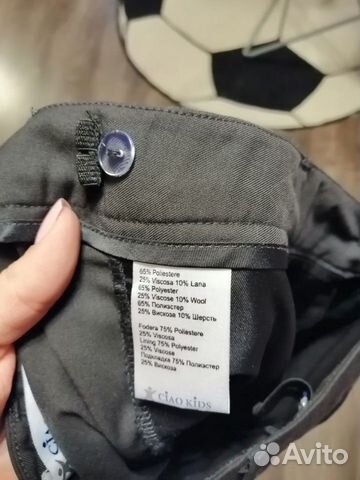 65% Poliestere
25% Viscosa 10% Lana
65% Polyester
25% Viscose 10% Wool
65% Полиэстер
25% Вискоза 10% Шерсть
Fodera 75% Poliestere
25% Viscosa
Lining 75% Polyester
25% Viscose
Подкладка 75% Полиэстер
25% Вискоза
CIAO KIDS
Avito